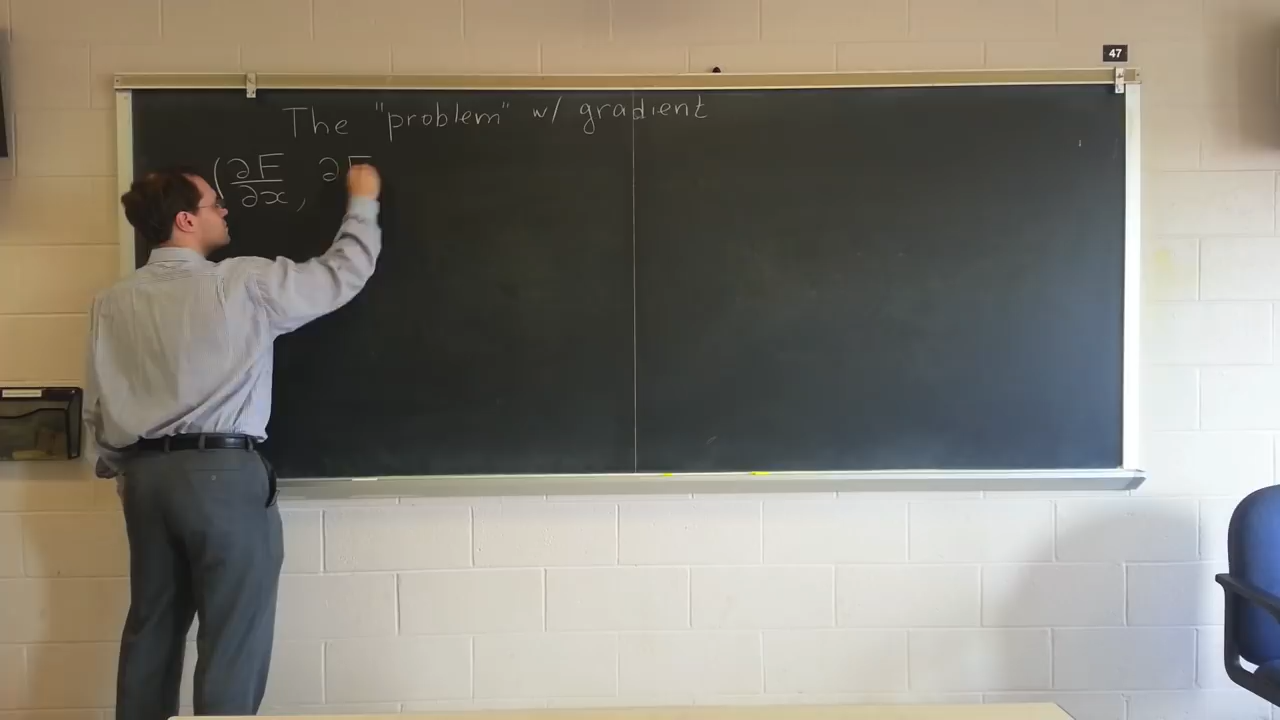 47
The "problem" w/ gradient
(∂F/∂x, ∂F